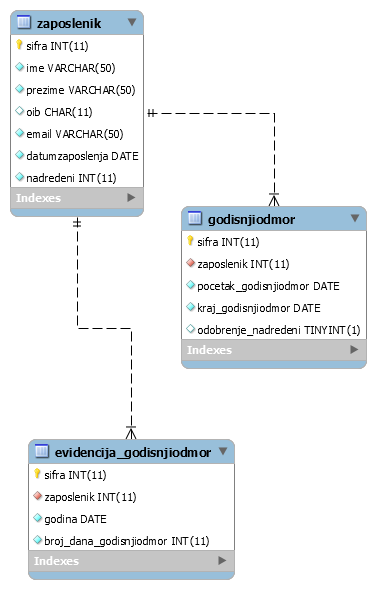 zaposlenik
sifra INT(11)
ime VARCHAR(50)
prezime VARCHAR(50)
oib CHAR(11)
email VARCHAR(50)
datumzaposlenja DATE
nadredeni INT(11)
Indexes
godisnjiodmor
sifra INT(11)
zaposlenik INT(11)
pocetak_godisnjiodmor DATE
kraj_godisnjiodmor DATE
odobrenje_nadredeni TINYINT(1)
Indexes
evidencija_godisnjiodmor
sifra INT(11)
zaposlenik INT(11)
godina DATE
broj_dana_godisnjiodmor INT(11)
Indexes